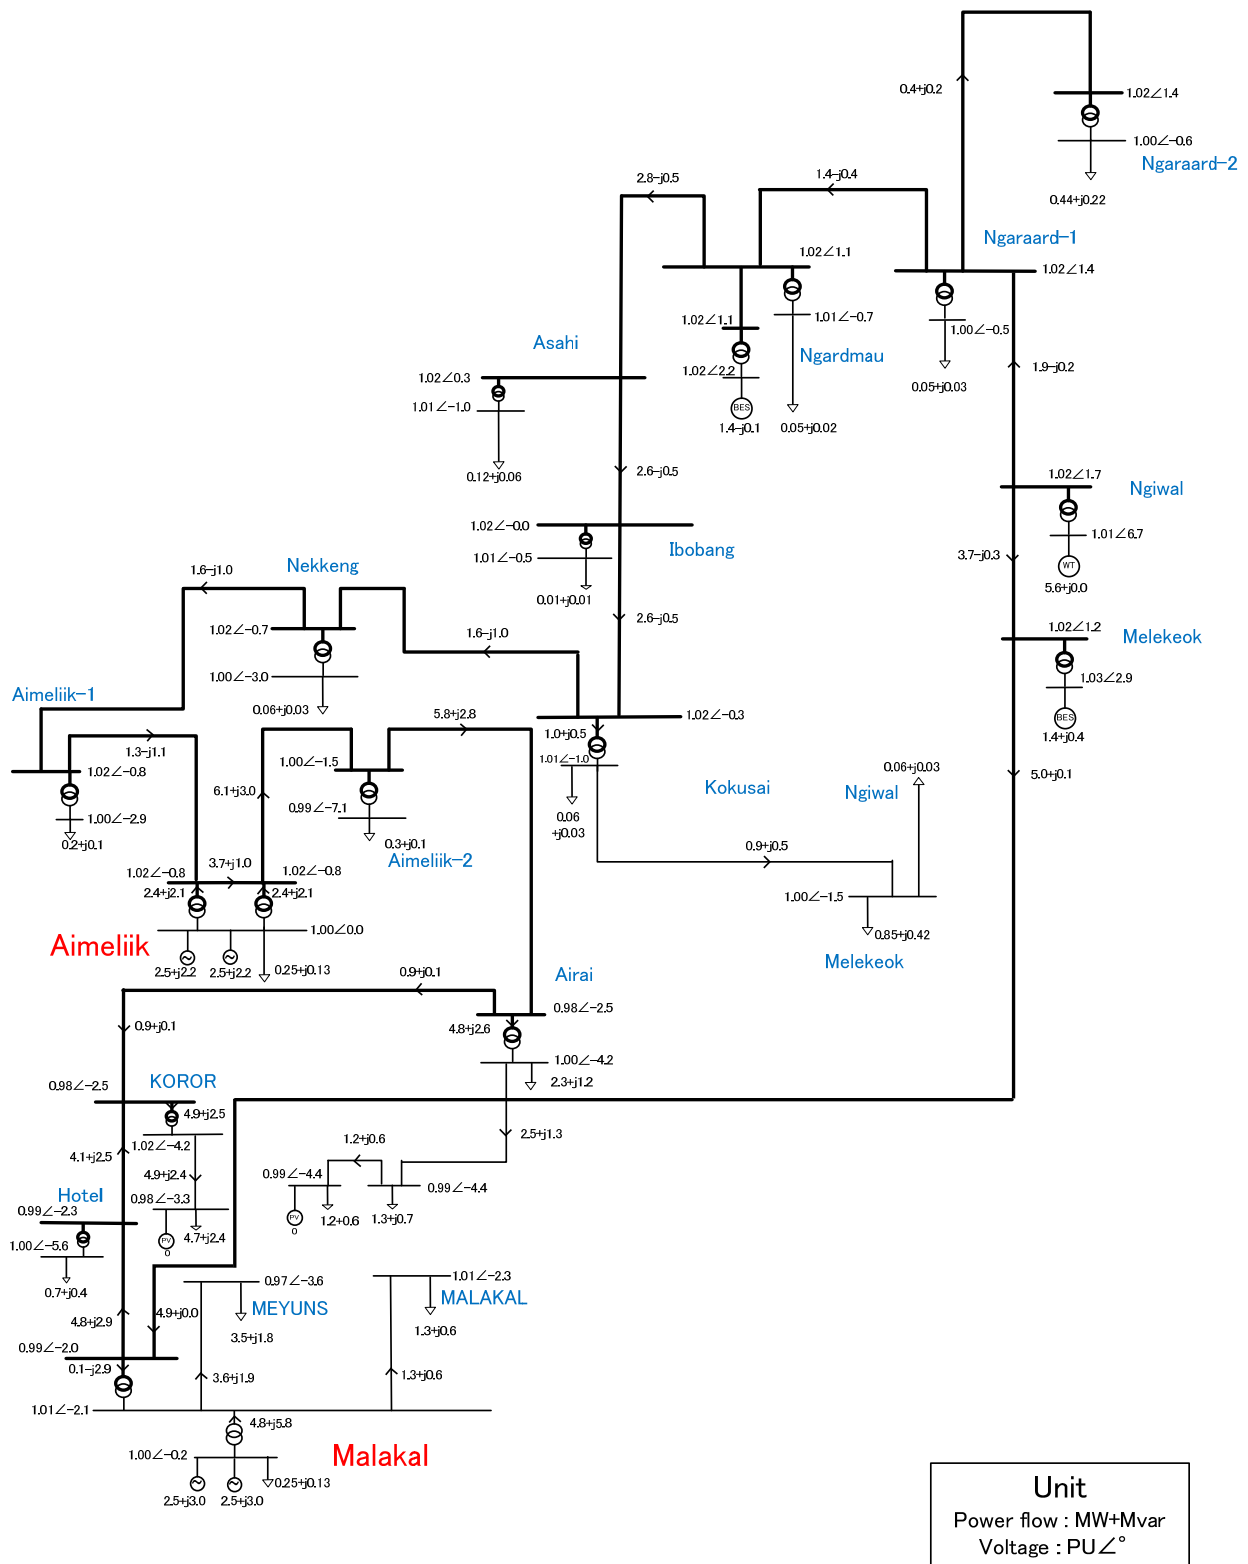 0.4+j0.2
1.02∠1.4
1.00∠-0.6
Ngaraard-2
0.44+j0.22
2.8-j0.5
1.4-j0.4
Ngaraard-1
1.02∠1.1
1.02∠1.4
1.02∠1.1
1.01∠-0.7
1.00∠-0.5
Asahi
Ngardmau
1.9-j0.2
1.02∠0.3
1.02∠2.2
0.05+j0.03
1.01∠-1.0
BES
1.4-j0.1
0.05+j0.02
0.12+j0.06
2.6-j0.5
1.02∠1.7
Ngiwal
1.02∠-0.0
1.01∠6.7
Ibobang
1.01∠-0.5
3.7-j0.3
WT
5.6+j0.0
Nekkeng
1.6-j1.0
0.01+j0.01
2.6-j0.5
1.02∠1.2
Melekeok
1.02∠-0.7
1.6-j1.0
1.00∠-3.0
1.03∠2.9
Aimeliik-1
0.06+j0.03
5.8+j2.8
1.02∠-0.3
BES
1.4+j0.4
1.0+j0.5
1.3-j1.1
1.00∠-1.5
1.01∠-1.0
1.02∠-0.8
0.06+j0.03
5.0+j0.1
6.1+j3.0
Kokusai
Ngiwal
0.99∠-7.1
1.00∠-2.9
0.06
+j0.03
0.2+j0.1
0.3+j0.1
Aimeliik-2
3.7+j1.0
0.9+j0.5
1.02∠-0.8
1.02∠-0.8
2.4+j2.1
2.4+j2.1
1.00∠-1.5
1.00∠0.0
0.85+j0.42
Aimeliik
Melekeok
2.5+j2.2
2.5+j2.2
0.25+j0.13
Airai
0.9+j0.1
0.98∠-2.5
0.9+j0.1
4.8+j2.6
1.00∠-4.2
KOROR
2.3+j1.2
0.98∠-2.5
4.9+j2.5
2.5+j1.3
1.02∠-4.2
1.2+j0.6
4.1+j2.5
4.9+j2.4
0.99∠-4.4
0.99∠-4.4
Hotel
0.98∠-3.3
0.99∠-2.3
PV
0
1.2+0.6
1.3+j0.7
PV
0
4.7+j2.4
1.00∠-5.6
0.7+j0.4
0.97∠-3.6
1.01∠-2.3
MEYUNS
MALAKAL
4.8+j2.9
4.9+j0.0
3.5+j1.8
1.3+j0.6
0.99∠-2.0
0.1-j2.9
3.6+j1.9
1.3+j0.6
1.01∠-2.1
4.8+j5.8
1.00∠-0.2
Malakal
0.25+j0.13
2.5+j3.0
2.5+j3.0
Unit
Power flow : MW+Mvar
Voltage : PU∠°